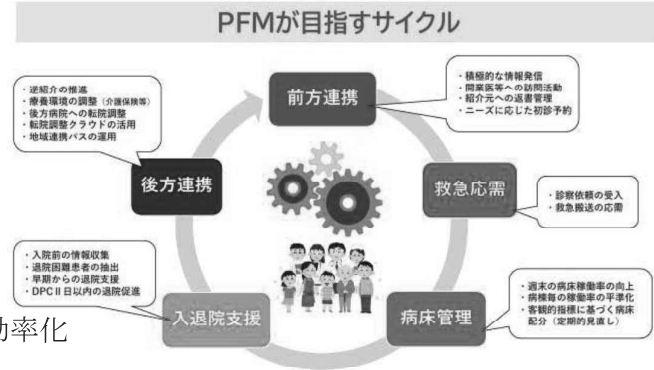 PFMが目指すサイクル
前方連携
・積極的な情報発信
・開業医等への訪問活動
・紹介元への返書管理
・ニーズに応じた初診予約
救急応需
・診察依頼の受入
・救急搬送の応需
病床管理
・週末の病床稼働率の向上
・病棟毎の稼働率の平準化
・客観的指標に基づく病床
配分（定期的見直し）
入退院支援
・入院前の情報収集
・退院困難患者の抽出
・早期からの退院支援
・DPCⅡ日以内の退院促進
後方連携
・逆紹介の推進
・療養環境の調整（介護保険等）
・後方病院への転院調整
・転院調整クラウドの活用
・地域連携パスの運用
効率化